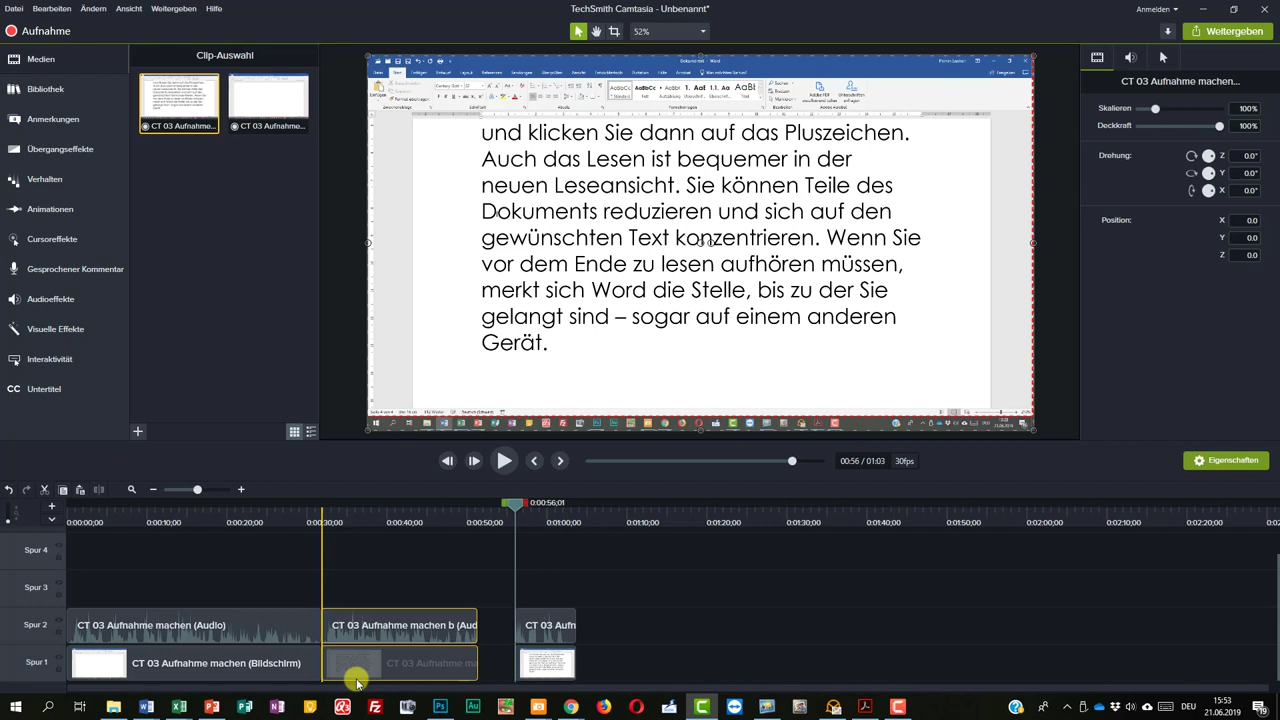 Datei Bearbeiten Ändern Ansicht Weitergeben Hilfe
TechSmith Camtasia - Unbenannt*
Anmelden
Aufnahme
52%
Weitergeben
Medien
Clip-Auswahl
CT 03 Aufnahme...
CT 03 Aufnahme...
Anmerkungen
Übergangseffekte
Verhalten
Animationen
Cursoreffekte
Gesprochener Kommentar
Audioeffekte
Visuelle Effekte
Interaktivität
Untertitel
und klicken Sie dann auf das Pluszeichen.
Auch das Lesen ist bequemer in der
neuen Leseansicht. Sie können Teile des
Dokuments reduzieren und sich auf den
gewünschten Text konzentrieren. Wenn Sie
vor dem Ende zu lesen aufhören müssen,
merkt sich Word die Stelle, bis zu der Sie
gelangt sind – sogar auf einem anderen
Gerät.
100%
Deckkraft 100%
Drehung: Z 0.0°
Y 0.0°
X 0.0°
Position: X 0.0
Y 0.0
Z 0.0
00:56 / 01:03 30fps
Eigenschaften
0:00:56;01
0:00:00;00 0:00:10;00 0:00:20;00 0:00:30;00 0:00:40;00 0:00:50;00 0:01:00;00 0:01:10;00 0:01:20;00 0:01:30;00 0:01:40;00 0:01:50;00 0:02:00;00 0:02:10;00 0:02:20;00
Spur 4
Spur 3
Spur 2 CT 03 Aufnahme machen (Audio) CT 03 Aufnahme machen b (Aud CT 03 Aufn
Spur 1 CT 03 Aufnahme machen (Bildschirm) CT 03 Aufnahme ma
DEU
15:53
21.06.2019